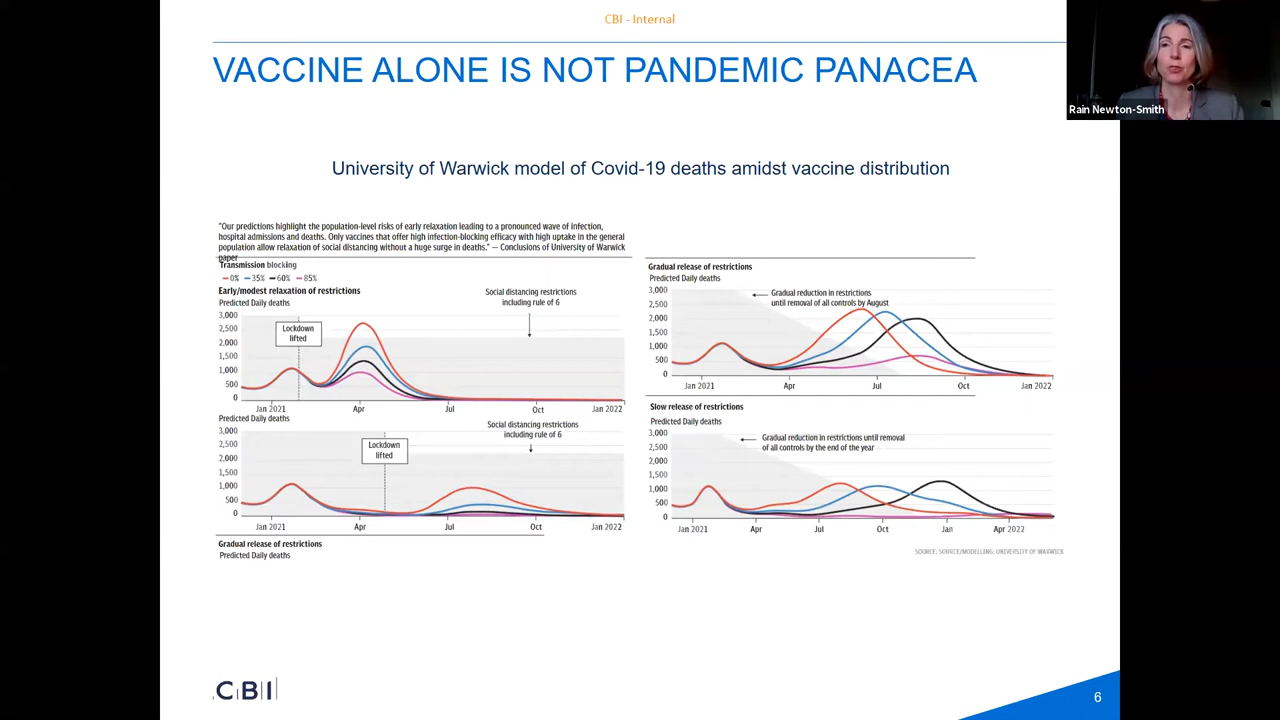 CBI - Internal
VACCINE ALONE IS NOT PANDEMIC PANACEA
Rain Newton-Smith
University of Warwick model of Covid-19 deaths amidst vaccine distribution
"Our predictions highlight the population-level risks of early relaxation leading to a pronounced wave of infection,
hospital admissions and deaths. Only vaccines that offer high infection-blocking efficacy with high uptake in the general
population allow relaxation of social distancing without a huge surge in deaths." — Conclusions of University of Warwick
paper
Transmission blocking
0% 35% 60% 85%
Early/modest relaxation of restrictions
Predicted Daily deaths
Social distancing restrictions
including rule of 6
Lockdown
lifted
3,000
2,500
2,000
1,500
1,000
500
0
Jan 2021 Apr Jul Oct Jan 2022
Predicted Daily deaths
Social distancing restrictions
including rule of 6
Lockdown
lifted
3,000
2,500
2,000
1,500
1,000
500
0
Jan 2021 Apr Jul Oct Jan 2022
Gradual release of restrictions
Predicted Daily deaths
Gradual release of restrictions
Predicted Daily deaths
Gradual reduction in restrictions
until removal of all controls by August
3,000
2,500
2,000
1,500
1,000
500
0
Jan 2021 Apr Jul Oct Jan 2022
Slow release of restrictions
Predicted Daily deaths
Gradual reduction in restrictions until removal
of all controls by the end of the year
3,000
2,500
2,000
1,500
1,000
500
0
Jan 2021 Apr Jul Oct Jan Apr 2022
SOURCE: SOURCE/MODELLING: UNIVERSITY OF WARWICK
CBI
6